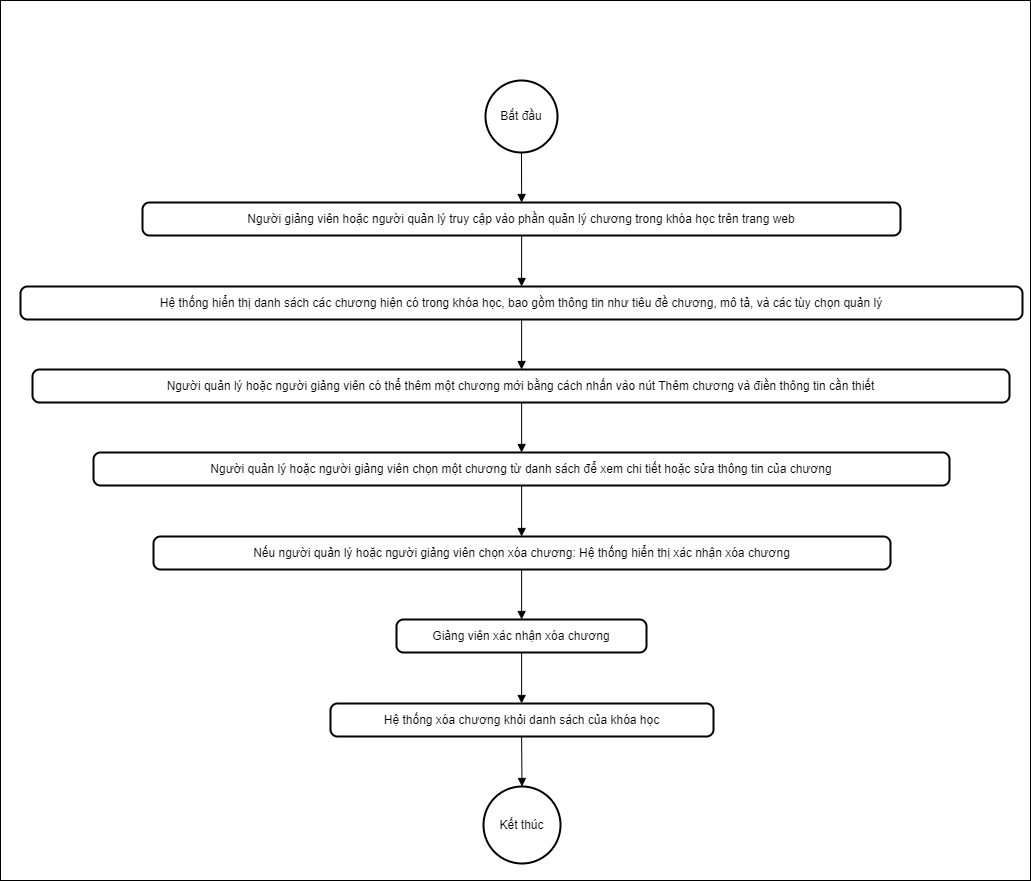 Bắt đầu
Người giảng viên hoặc người quản lý truy cập vào phần quản lý chương trong khóa học trên trang web
Hệ thống hiển thị danh sách các chương hiện có trong khóa học, bao gồm thông tin như tiêu đề chương, mô tả, và các tùy chọn quản lý
Người quản lý hoặc người giảng viên có thể thêm một chương mới bằng cách nhấn vào nút Thêm chương và điền thông tin cần thiết
Người quản lý hoặc người giảng viên chọn một chương từ danh sách để xem chi tiết hoặc sửa thông tin của chương
Nếu người quản lý hoặc người giảng viên chọn xóa chương: Hệ thống hiển thị xác nhận xóa chương
Giảng viên xác nhận xóa chương
Hệ thống xóa chương khỏi danh sách của khóa học
Kết thúc